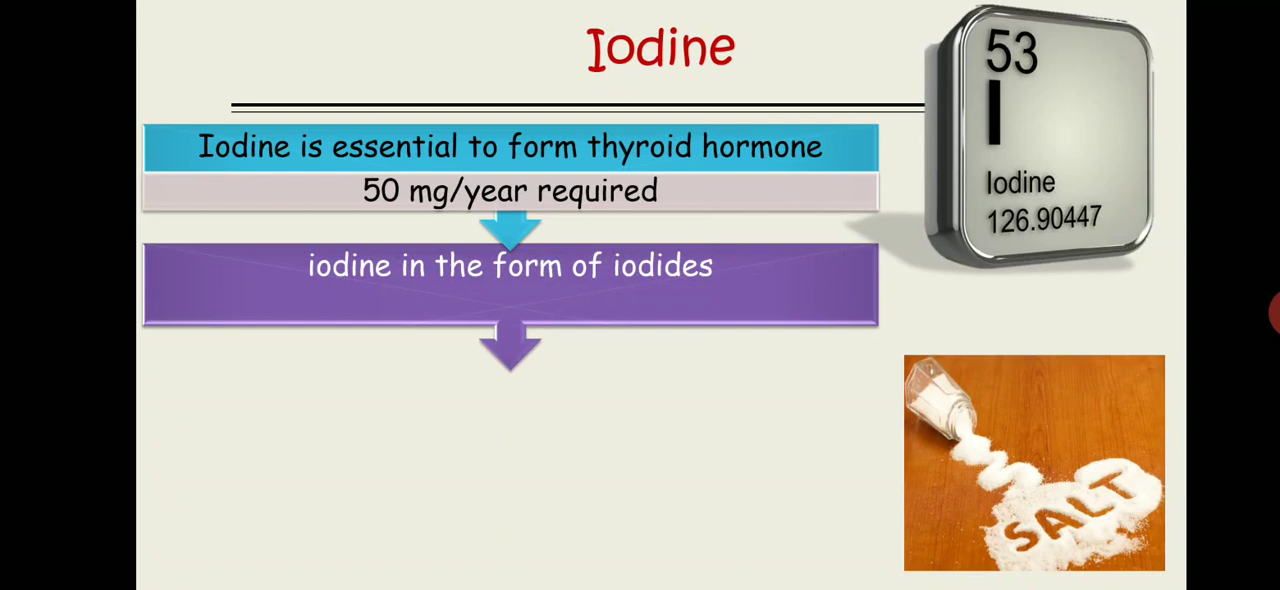 Iodine
53
I
Iodine
126.90447
Iodine is essential to form thyroid hormone
50 mg/year required
iodine in the form of iodides
SALT